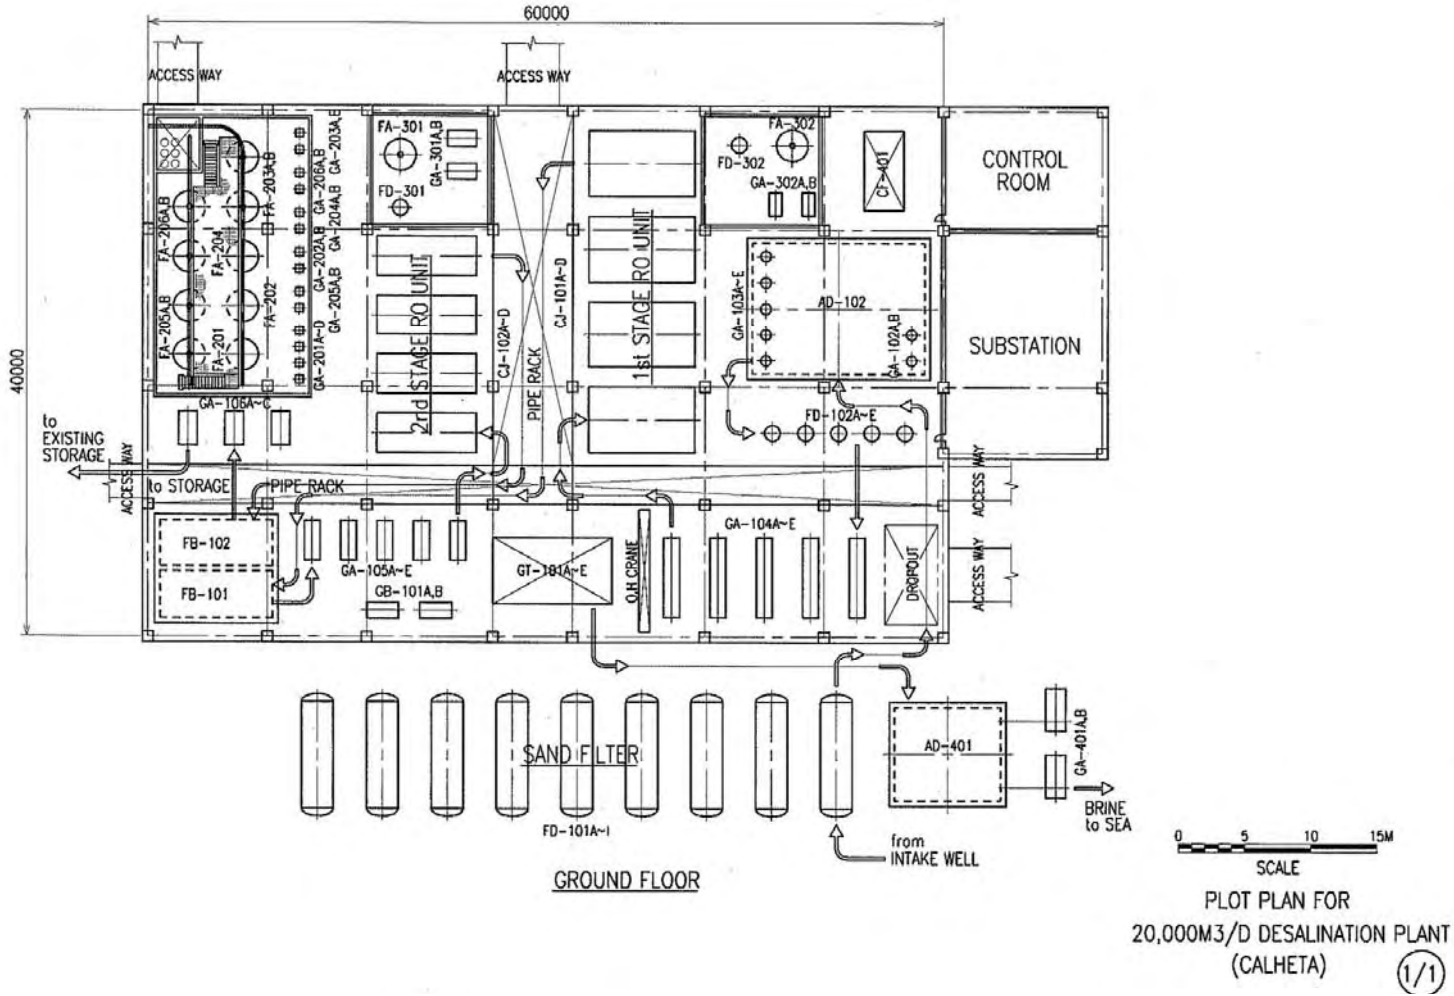 60000
ACCESS WAY
ACCESS WAY
40000
FA-203A,B
FA-206A,B
FA-204
FA-205A,B
FA-201
FA-202
GA-203A,B
GA-206A,B
GA-204A,B
GA-202A,B
GA-205A,B
GA-201A~D
FA-301
GA-301A,B
FD-301
2nd STAGE RO UNIT
CJ-102A~D
PIPE RACK
CJ-101A~D
1st STAGE RO UNIT
FA-302
FD-302
GA-302A,B
CF-401
CONTROL
ROOM
GA-103A~E
AD-102
GA-102A,B
SUBSTATION
FD-102A~E
GA-106A~C
to
EXISTING
STORAGE
ACCESS WAY
to STORAGE
PIPE RACK
ACCESS WAY
FB-102
FB-101
GA-105A~E
GB-101A,B
GT-101A~E
O,H CRANE
GA-104A~E
DROPOUT
ACCESS WAY
SAND FILTER
FD-101A~I
AD-401
GA-401A,B
BRINE
to SEA
from
INTAKE WELL
GROUND FLOOR
0 5 10 15M
SCALE
PLOT PLAN FOR
20,000M3/D DESALINATION PLANT
(CALHETA)
1/1